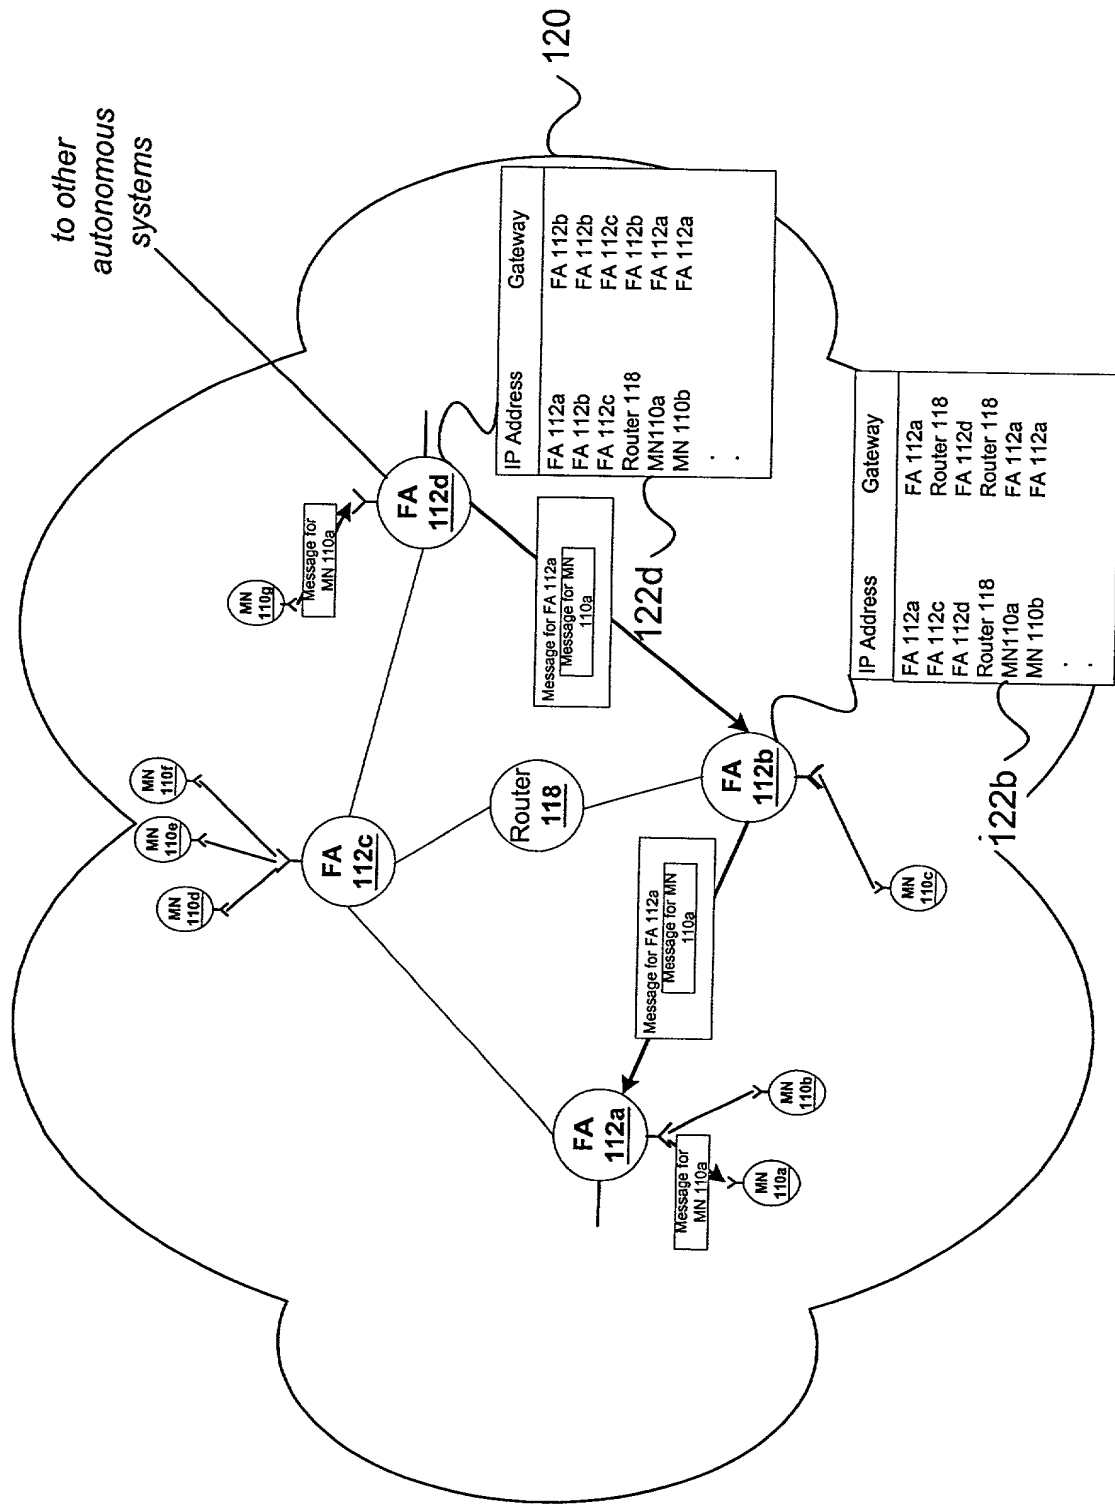 to other
autonomous
systems
120
MN
110d
MN
110e
MN
110f
MN
110g
Message for
MN 110a
FA
112c
FA
112d
Router
118
IP Address Gateway
FA 112a FA 112b
FA 112b FA 112b
FA 112c FA 112c
Router 118 FA 112b
MN110a FA 112a
MN 110b FA 112a
.
.
Message for FA 112a
Message for MN
110a
122d
FA
112a
Message for FA 112a
Message for MN
110a
FA
112b
Message for
MN 110a
MN
110a
MN
110b
MN
110c
122b
IP Address Gateway
FA 112a FA 112a
FA 112c Router 118
FA 112d FA 112d
Router 118 Router 118
MN110a FA 112a
MN 110b FA 112a
.
.